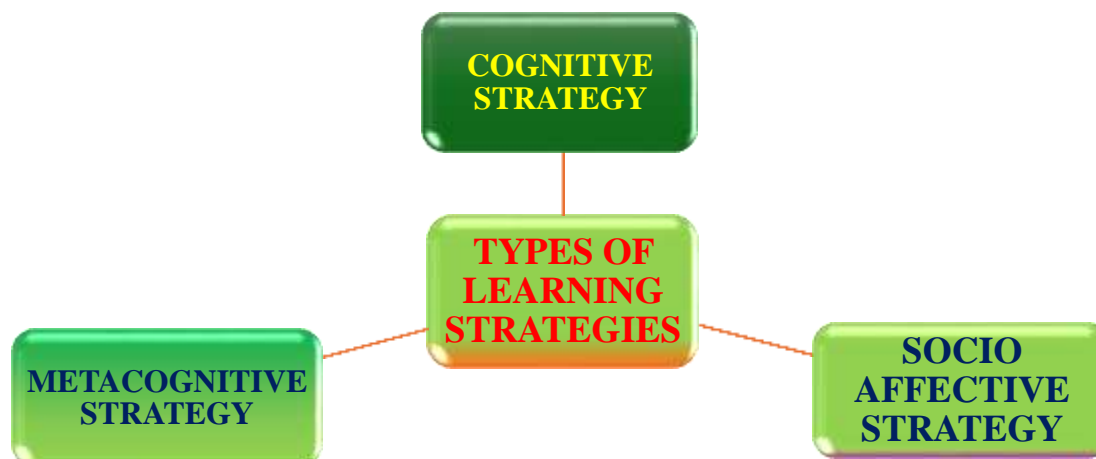 COGNITIVE
STRATEGY
TYPES OF
LEARNING
STRATEGIES
METACOGNITIVE
STRATEGY
SOCIO
AFFECTIVE
STRATEGY